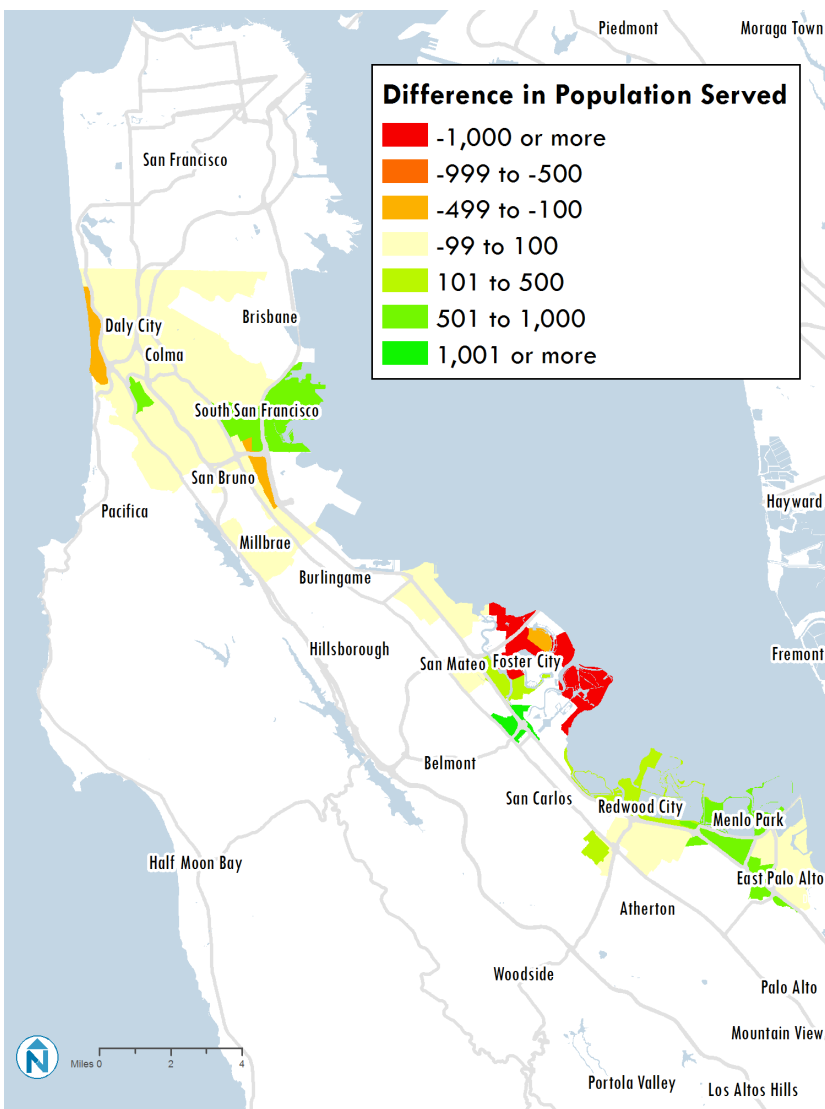 Piedmont
Moraga Town
Difference in Population Served
-1,000 or more
-999 to -500
-499 to -100
-99 to 100
101 to 500
501 to 1,000
1,001 or more
San Francisco
Brisbane
Daly City
Colma
South San Francisco
San Bruno
Hayward
Pacifica
Millbrae
Burlingame
Hillsborough
Fremont
San Mateo
Foster City
Belmont
San Carlos
Redwood City
Menlo Park
Half Moon Bay
East Palo Alto
Atherton
Woodside
Palo Alto
Mountain View
N
Miles 0 2 4
Portola Valley
Los Altos Hills